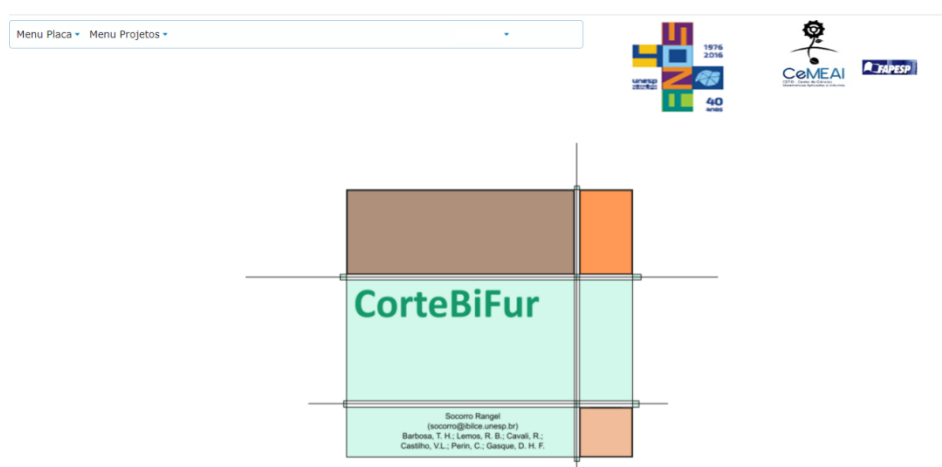 Menu Placa Menu Projetos
ANOS
1976
2016
unesp
40
anos
CeMEAI
FAPESP
CorteBiFur
Socorro Rangel
(socorro@ibilce.unesp.br)
Barbosa, T. H.; Lemos, R. B.; Cavali, R.;
Castilho, V.L.; Perin, C.; Gasque, D. H. F.